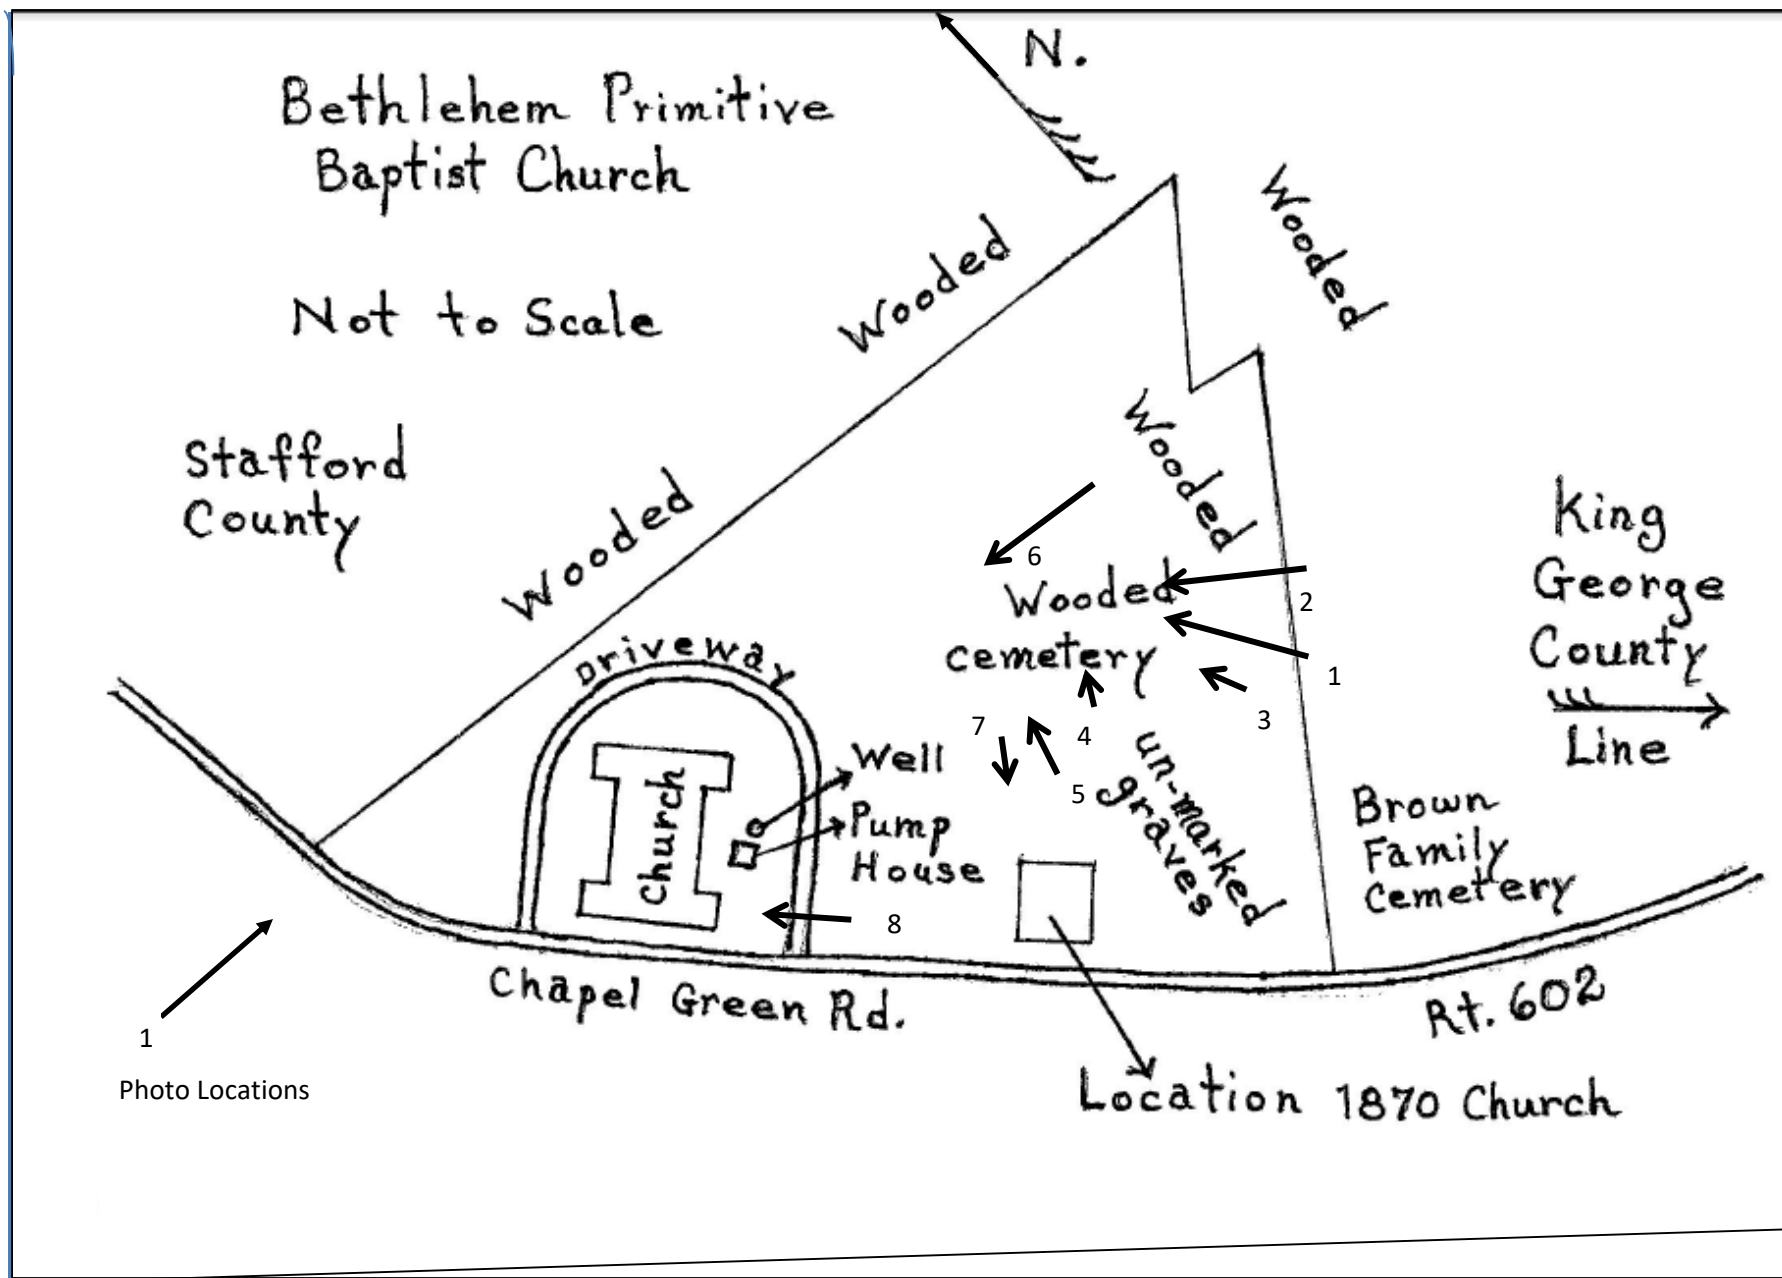 N.
Bethlehem Primitive
Baptist Church
Wooded
Wooded
Not to Scale
Stafford
County
Wooded
Wooded
King
George
County
Line
6
Wooded
cemetery
2
1
3
4
5
7
Driveway
Church
Well
Pump
House
un-marked
graves
Brown
Family
Cemetery
8
Chapel Green Rd.
Rt. 602
1
Photo Locations
Location 1870 Church